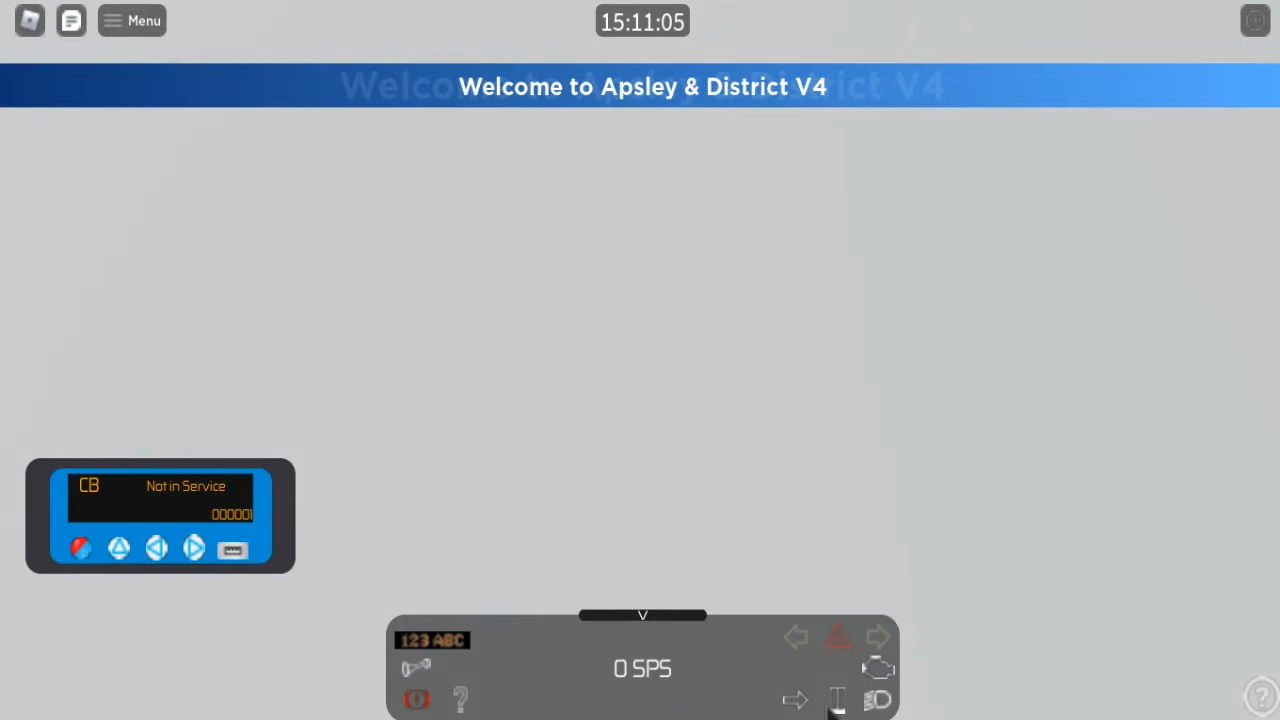 Menu
15:11:05
Welcome to Apsley & District V4
CB Not in Service
000001
V
123 ABC
0 SPS
?
?